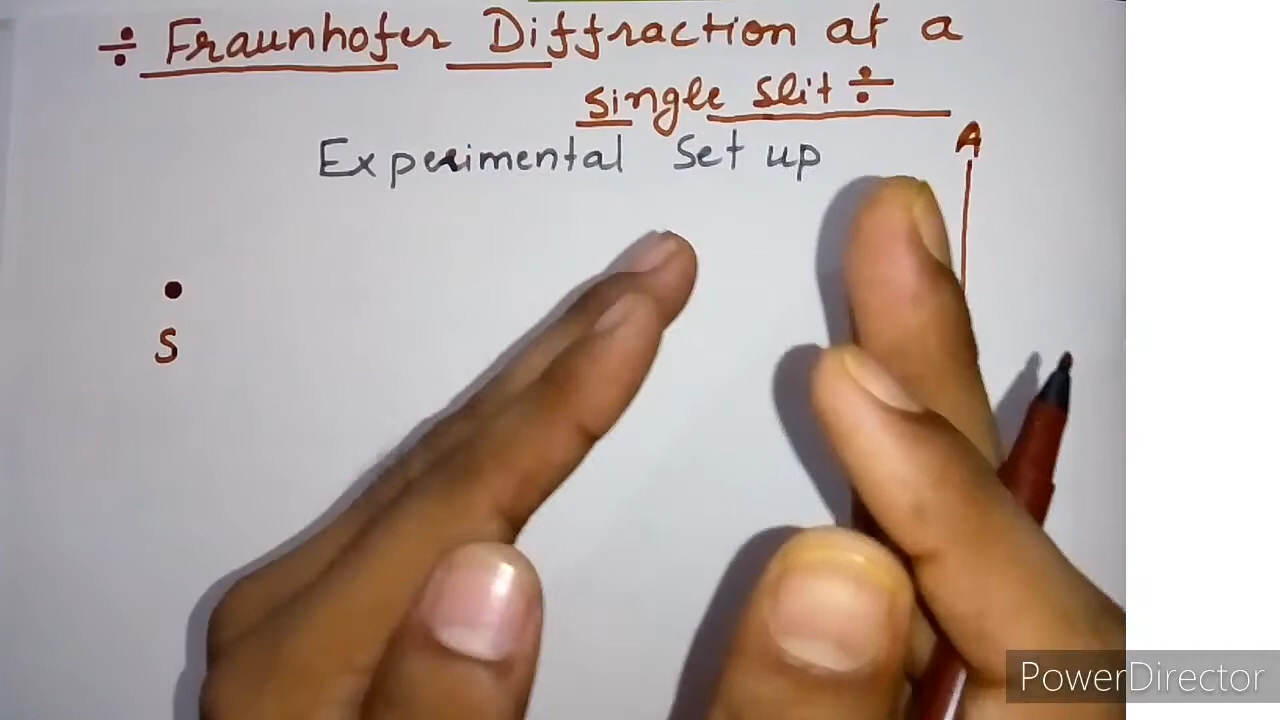 ÷ Fraunhofer Diffraction at a
single slit ÷
Experimental Set up
A
S
PowerDirector